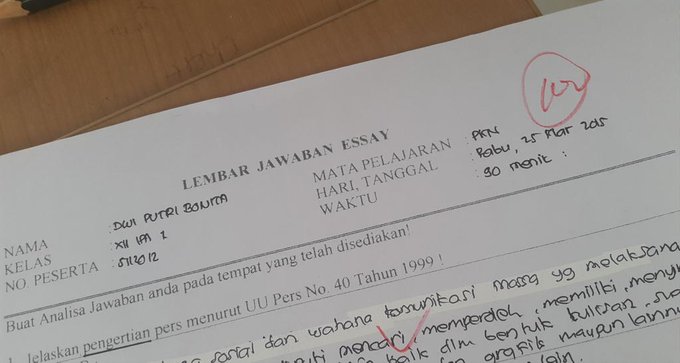 100
LEMBAR JAWABAN ESSAY
NAMA : DWI PUTRI BONITA
KELAS : XII IPA 1
NO. PESERTA : 5112012
MATA PELAJARAN : PKN
HARI, TANGGAL : Rabu, 25 Mar 2015
WAKTU : 90 menit :
Buat Analisa Jawaban anda pada tempat yang telah disediakan!
Jelaskan pengertian pers menurut UU Pers No. 40 Tahun 1999 !
sosial dan wahana komunikasi massa yg melaksana
mencari, memperoleh, memiliki, meny
baik dlm bentuk tulisan, sua
grafik maupun lainny